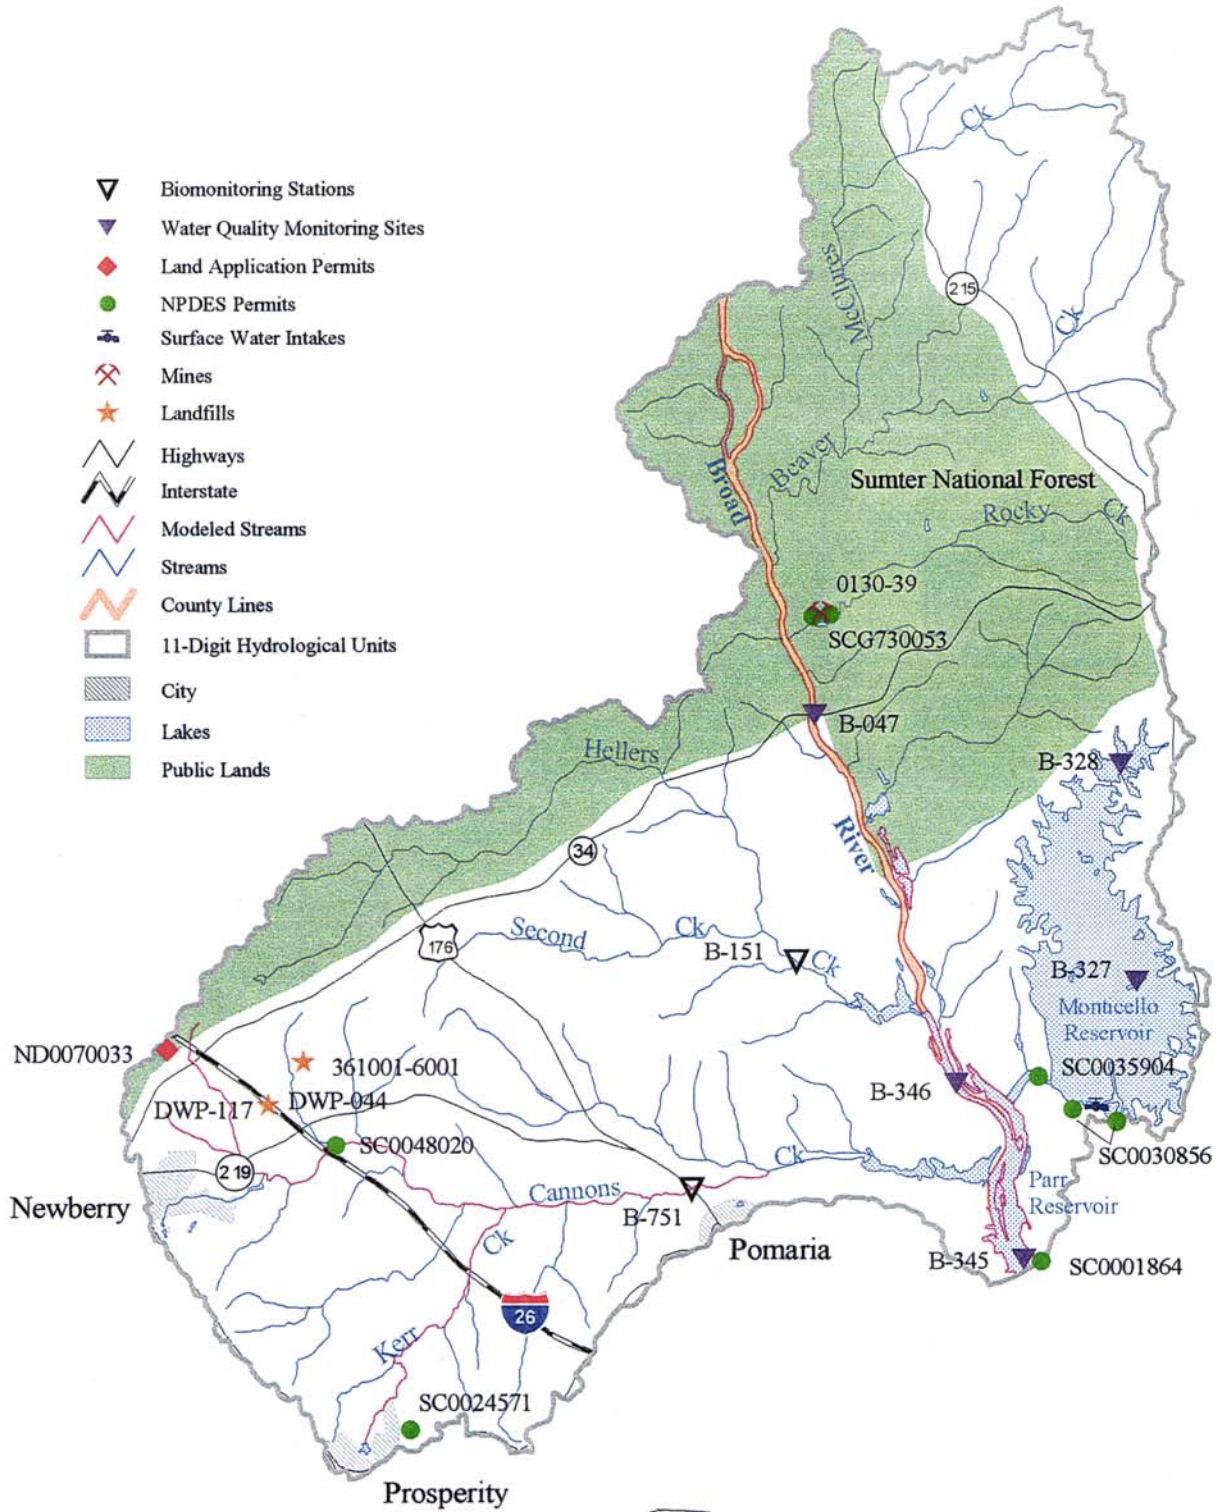 Biomonitoring Stations
Water Quality Monitoring Sites
Land Application Permits
NPDES Permits
Surface Water Intakes
Mines
Landfills
Highways
Interstate
Modeled Streams
Streams
County Lines
11-Digit Hydrological Units
City
Lakes
Public Lands
Ck
McClures
215
Ck
Broad
Beaver
Sumter National Forest
Rocky
Ck
0130-39
SCG730053
B-047
Hellers
B-328
River
34
176
Second
Ck
B-151
Ck
B-327
Monticello
Reservoir
ND0070033
361001-6001
SC0035904
DWP-117
DWP-044
B-346
SC0048020
SC0030856
219
Ck
Cannons
Newberry
B-751
Parr
Reservoir
Pomaria
Ck
B-345
SC0001864
26
Kerr
SC0024571
Prosperity